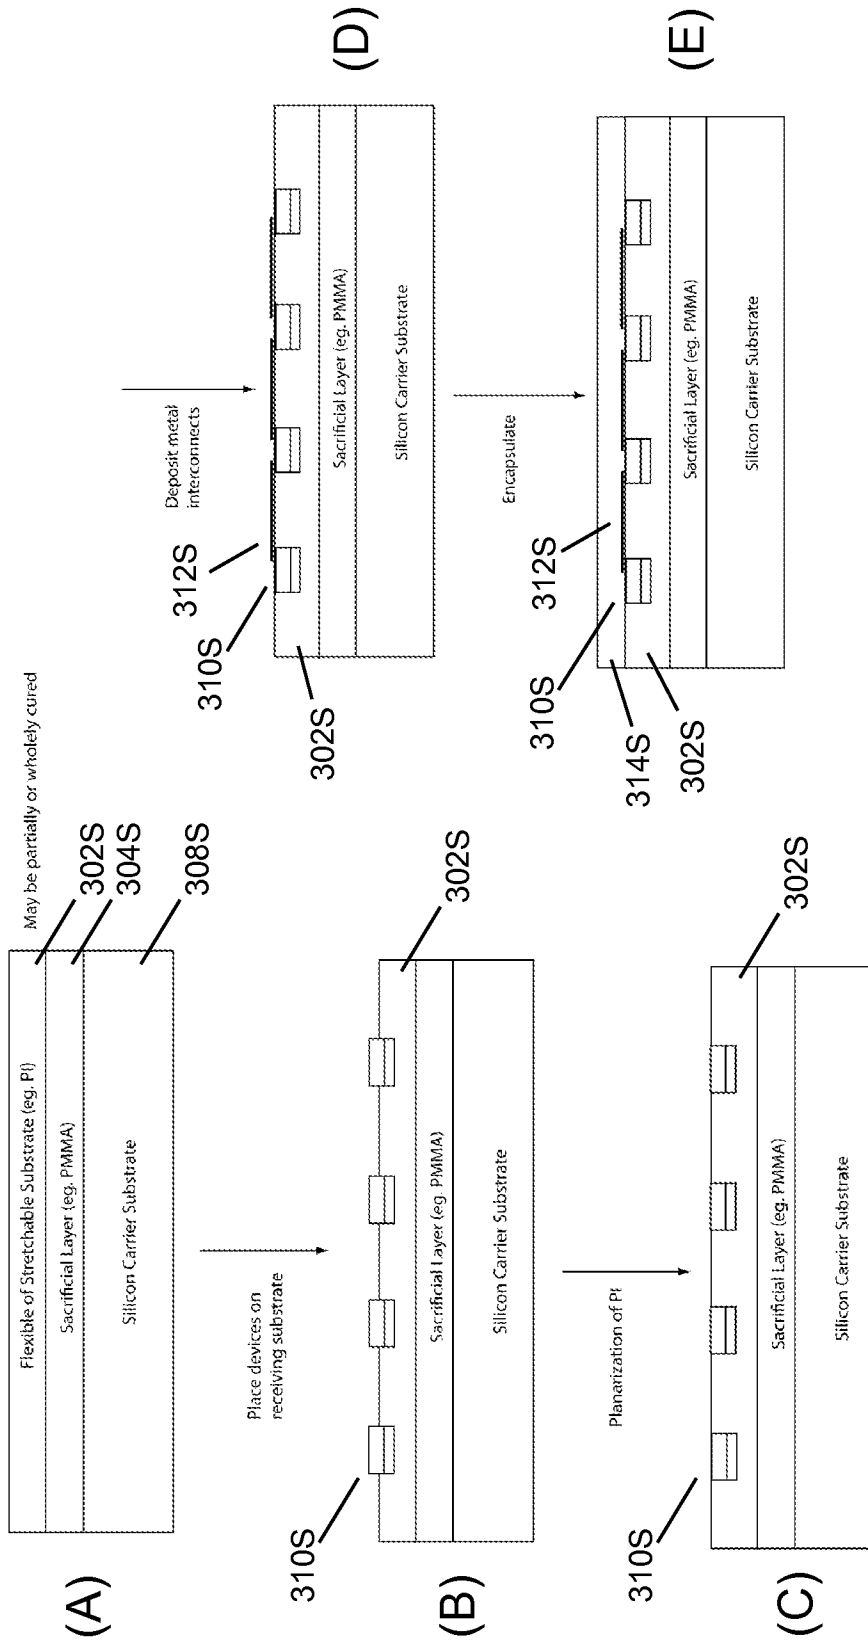 (A)
Flexible of Stretchable Substrate (eg. PI)
Sacrificial Layer (eg. PMMA)
Silicon Carrier Substrate
May be partially or wholely cured
302S
304S
308S
Place devices on
receiving substrate
(B)
310S
302S
Sacrificial Layer (eg. PMMA)
Silicon Carrier Substrate
Planarization of PI
(C)
310S
302S
Sacrificial Layer (eg. PMMA)
Silicon Carrier Substrate
Deposit metal
interconnects
(D)
312S
310S
302S
Sacrificial Layer (eg. PMMA)
Silicon Carrier Substrate
Encapsulate
(E)
312S
310S
314S
302S
Sacrificial Layer (eg. PMMA)
Silicon Carrier Substrate